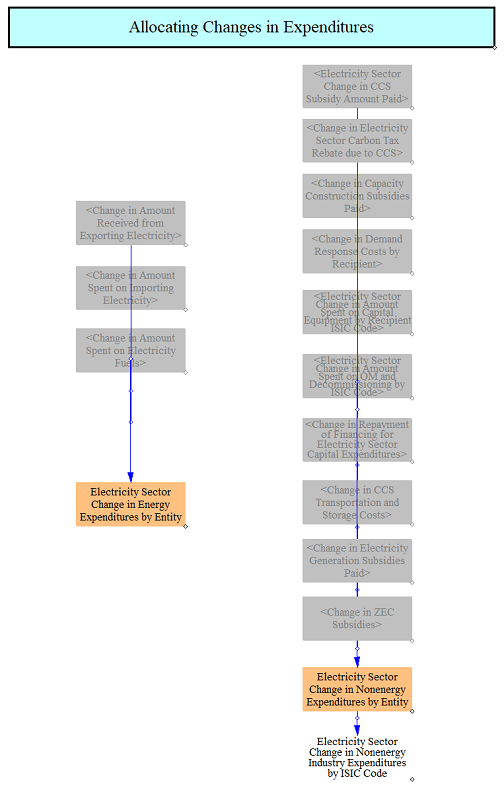 Allocating Changes in Expenditures
<Change in Amount
Received from
Exporting Electricity>
<Change in Amount
Spent on Importing
Electricity>
<Change in Amount
Spent on Electricity
Fuels>
Electricity Sector
Change in Energy
Expenditures by Entity
<Electricity Sector
Change in CCS
Subsidy Amount Paid>
<Change in Electricity
Sector Carbon Tax
Rebate due to CCS>
<Change in Capacity
Construction Subsidies
Paid>
<Change in Demand
Response Costs by
Recipient>
<Electricity Sector
Change in Amount
Spent on Capital
Equipment by Recipient
ISIC Code>
<Electricity Sector
Change in Amount
Spent on OM and
Decommissioning by
ISIC Code>
<Change in Repayment
of Financing for
Electricity Sector
Capital Expenditures>
<Change in CCS
Transportation and
Storage Costs>
<Change in Electricity
Generation Subsidies
Paid>
<Change in ZEC
Subsidies>
Electricity Sector
Change in Nonenergy
Expenditures by Entity
Electricity Sector
Change in Nonenergy
Industry Expenditures
by ISIC Code